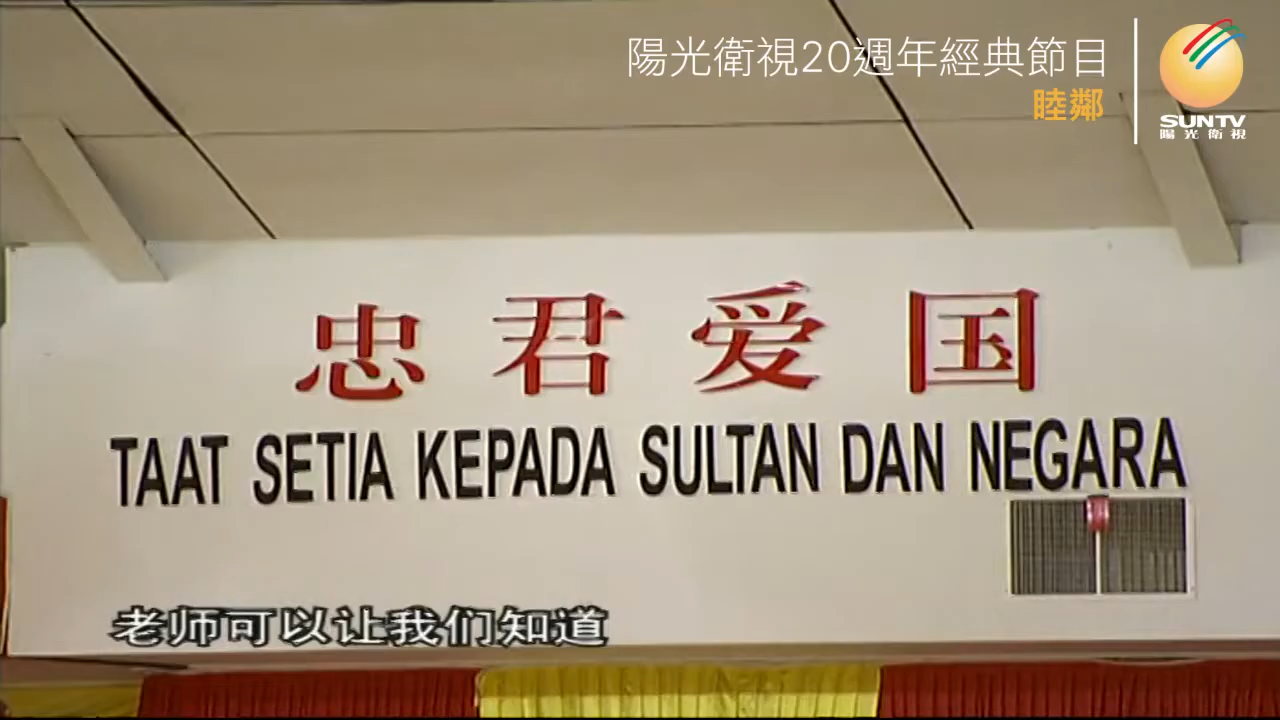 陽光衛視20週年經典節目
睦鄰
SUNTV
陽光衛視
忠君爱国
TAAT SETIA KEPADA SULTAN DAN NEGARA
老师可以让我们知道